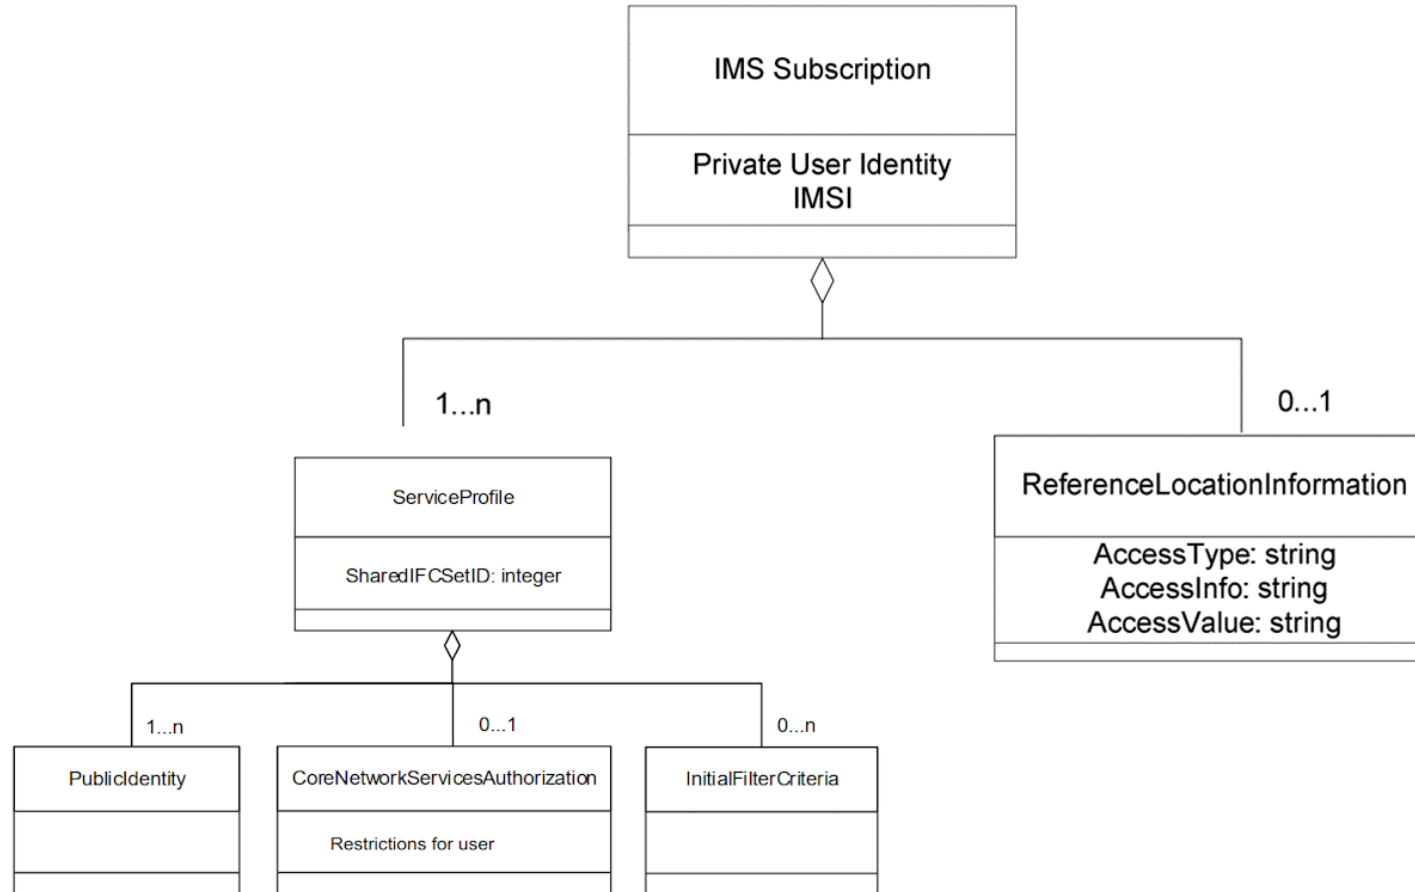 IMS Subscription
Private User Identity
IMSI
1...n
0...1
ServiceProfile
SharedIFCSetID: integer
ReferenceLocationInformation
AccessType: string
AccessInfo: string
AccessValue: string
1...n
0...1
0...n
PublicIdentity
CoreNetworkServicesAuthorization
InitialFilterCriteria
Restrictions for user